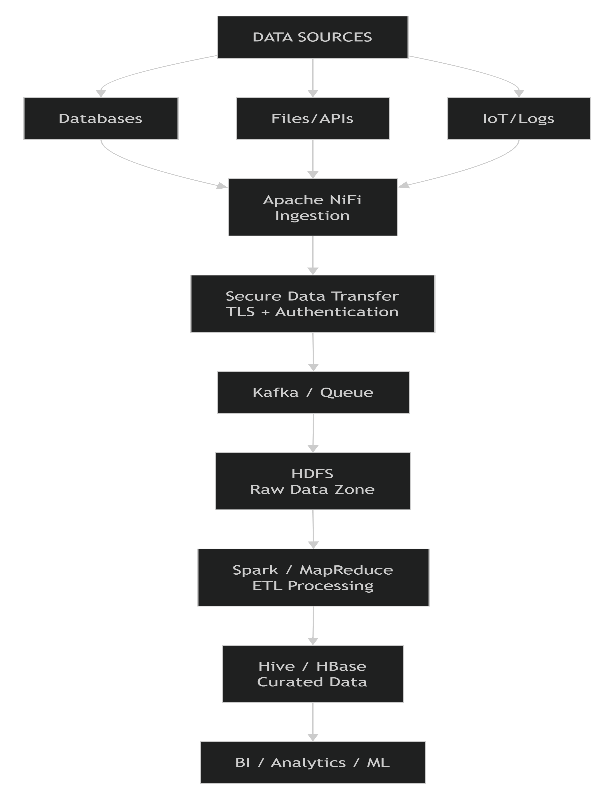 DATA SOURCES
Databases
Files/APIs
IoT/Logs
Apache NiFi
Ingestion
Secure Data Transfer
TLS + Authentication
Kafka / Queue
HDFS
Raw Data Zone
Spark / MapReduce
ETL Processing
Hive / HBase
Curated Data
BI / Analytics / ML